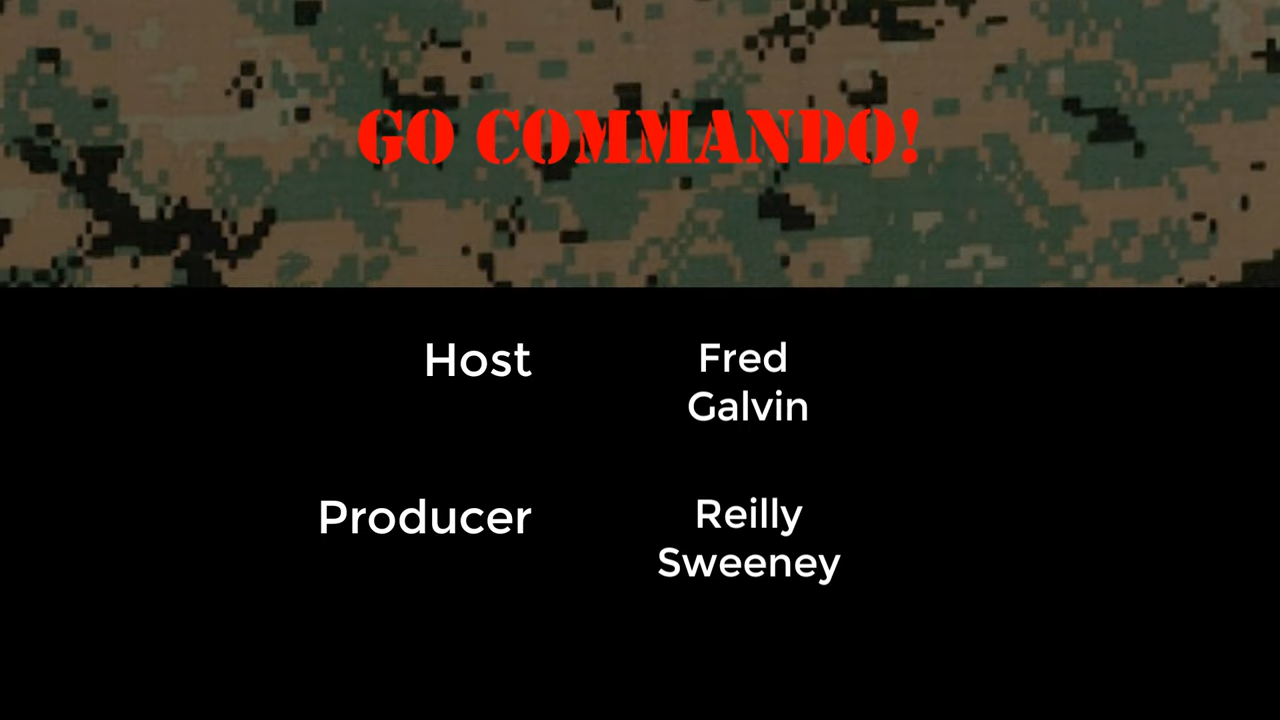 GO COMMANDO!
Host
Fred
Galvin
Producer
Reilly
Sweeney